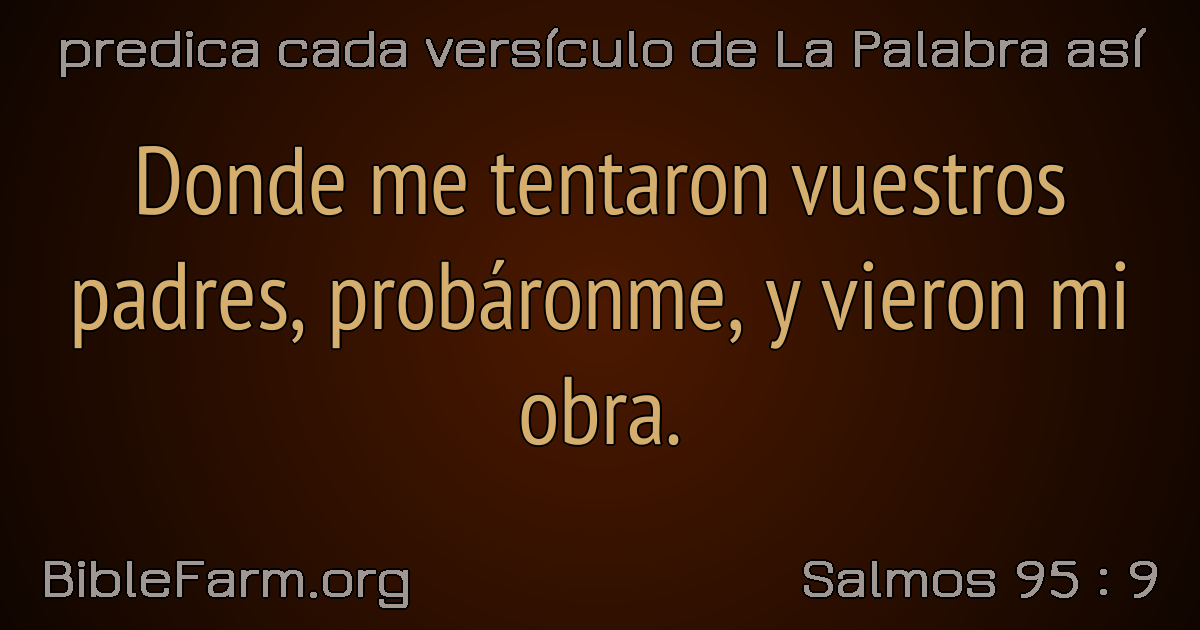 predica cada versículo de La Palabra así
Donde me tentaron vuestros
padres, probáronme, y vieron mi
obra.
BibleFarm.org
Salmos 95 : 9